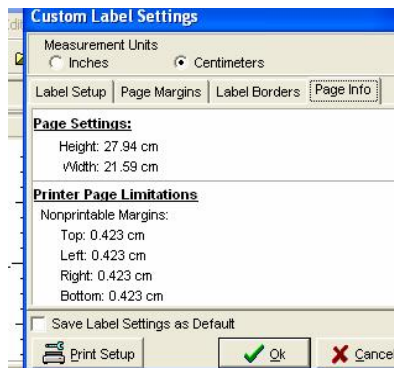 Custom Label Settings
Measurement Units
Inches Centimeters
Label Setup Page Margins Label Borders Page Info
Page Settings:
Height: 27.94 cm
Width: 21.59 cm
Printer Page Limitations
Nonprintable Margins:
Top: 0.423 cm
Left: 0.423 cm
Right: 0.423 cm
Bottom: 0.423 cm
Save Label Settings as Default
Print Setup Ok Cancel